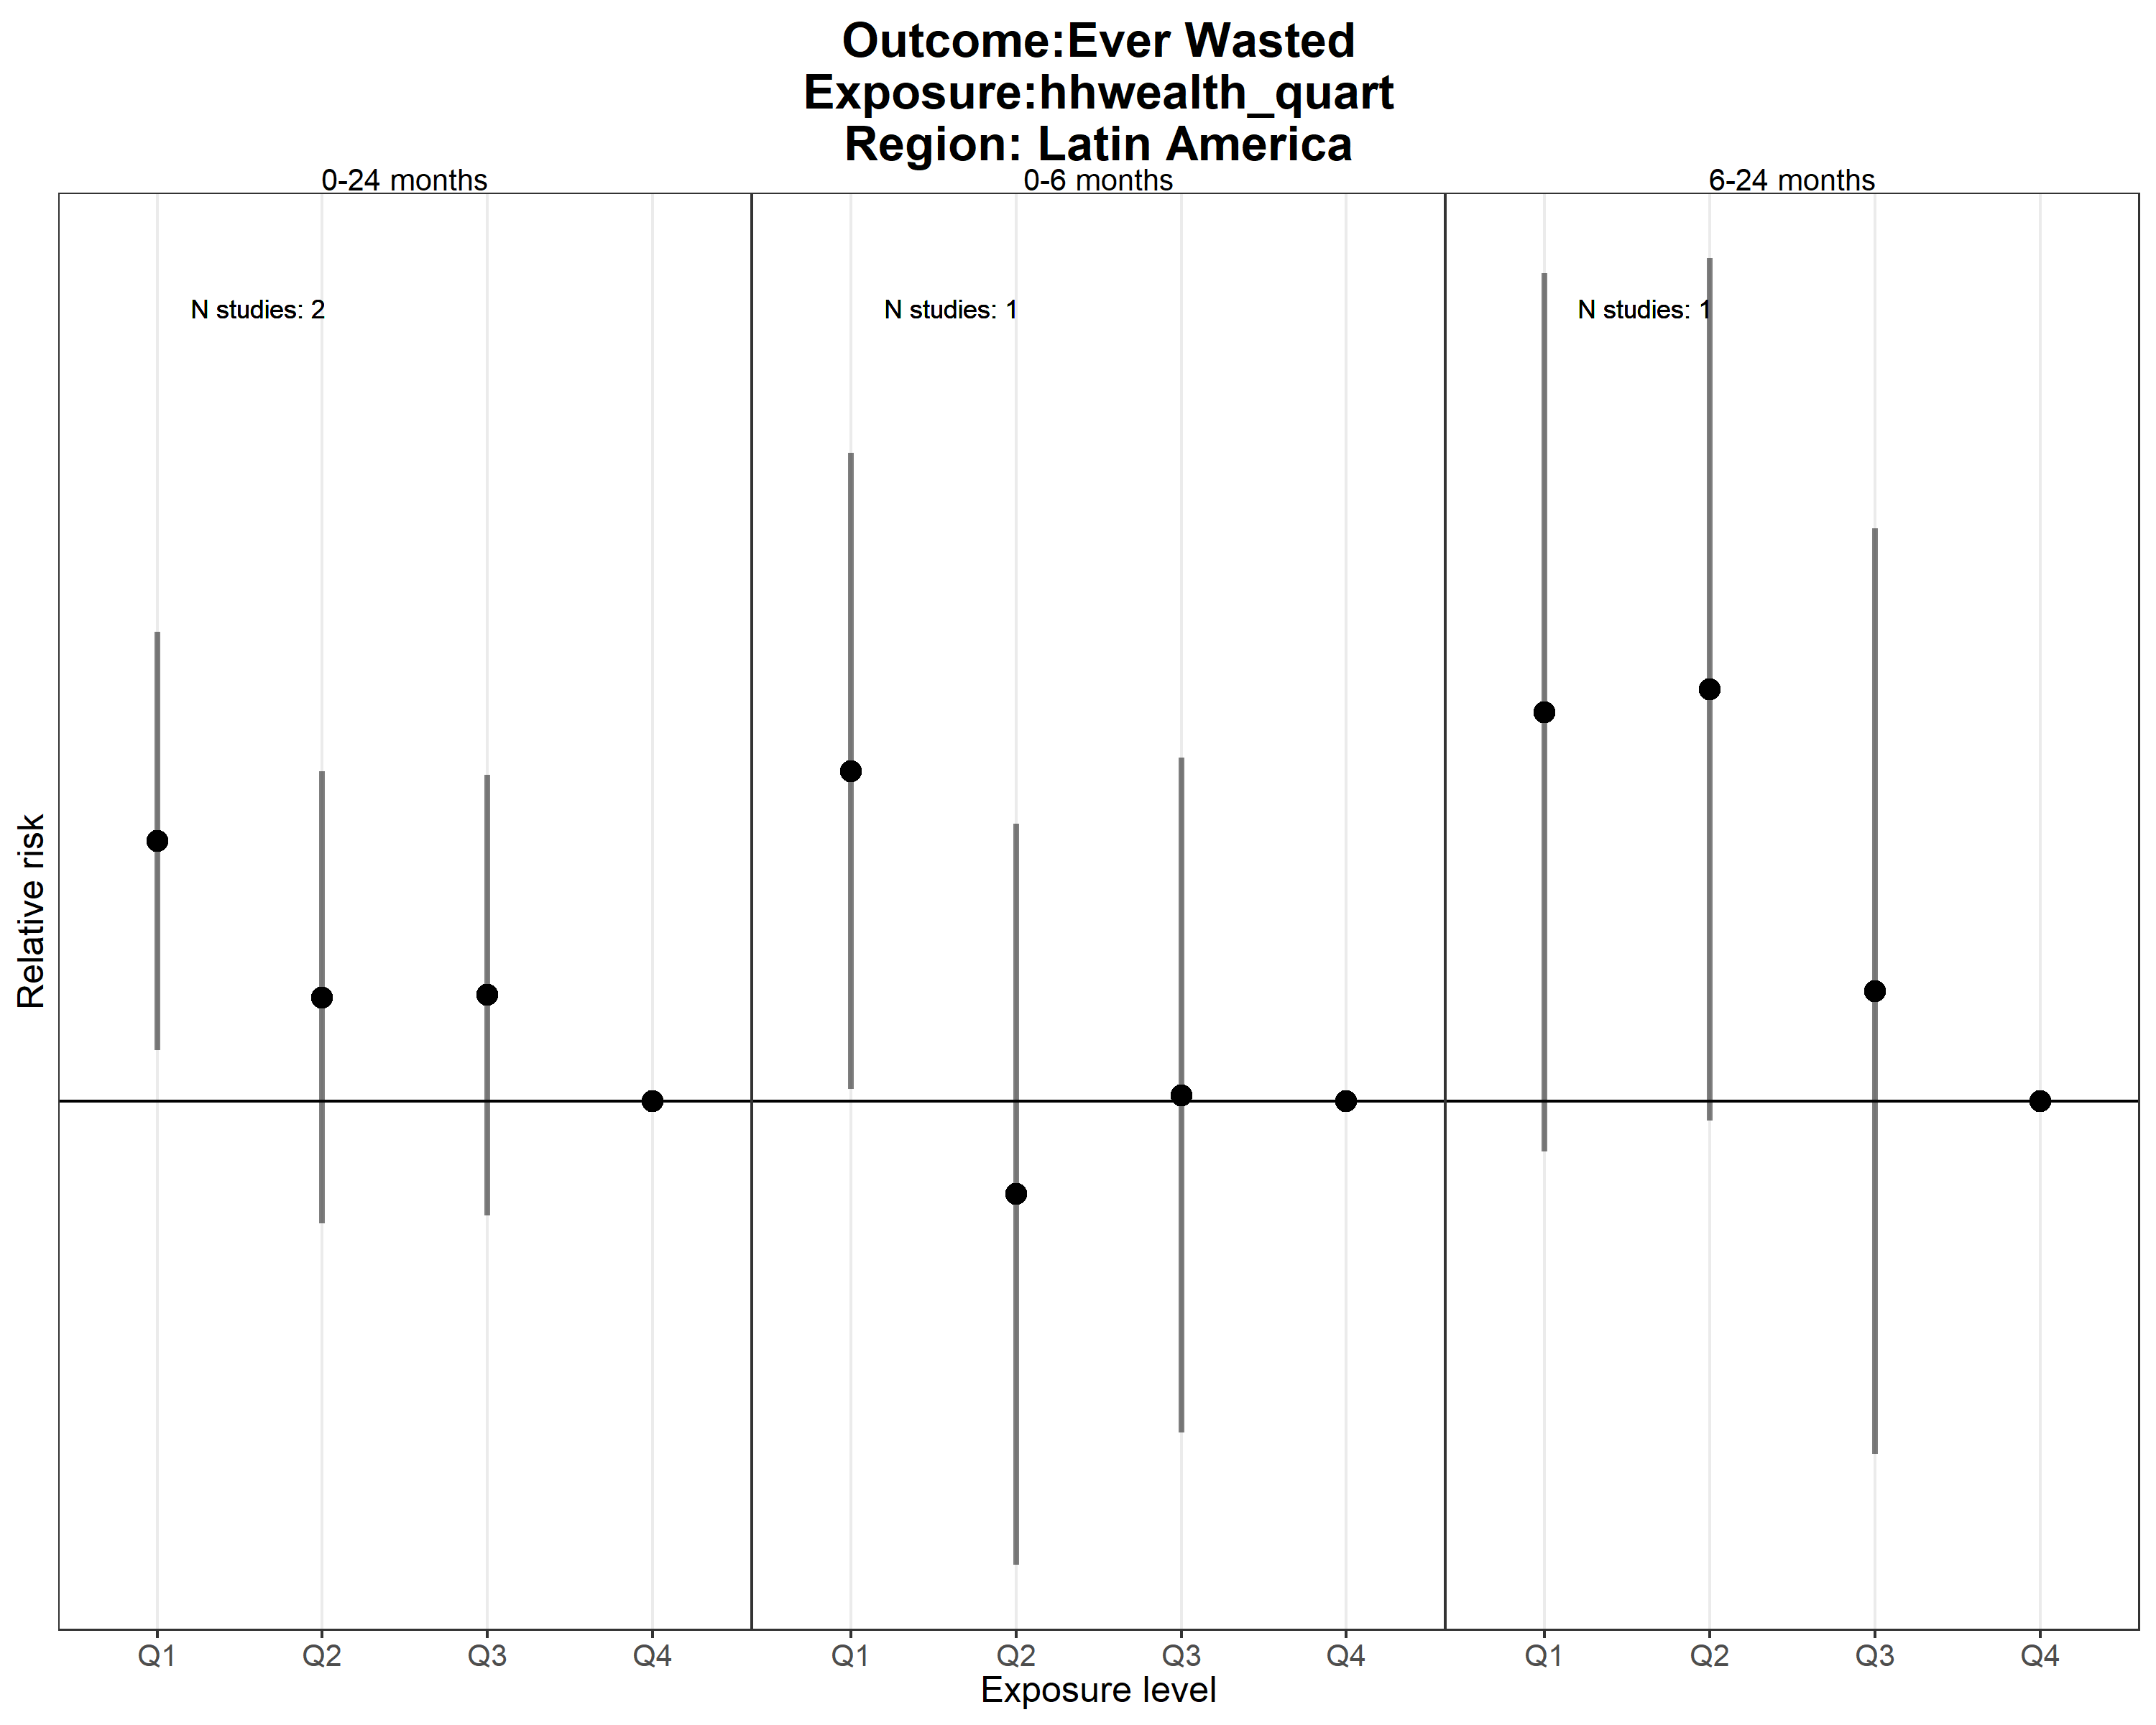 Outcome:Ever Wasted
Exposure:hhwealth_quart
Region: Latin America
0-24 months 0-6 months 6-24 months
N studies: 2 N studies: 1 N studies: 1
Relative risk
Q1 Q2 Q3 Q4 Q1 Q2 Q3 Q4 Q1 Q2 Q3 Q4
Exposure level